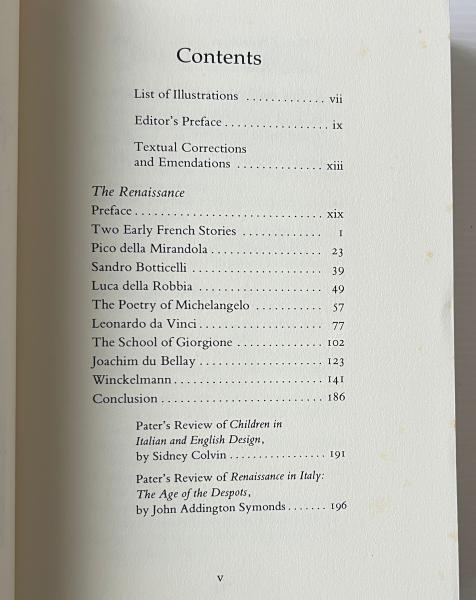 Contents
List of Illustrations ............. vii
Editor's Preface ................ ix
Textual Corrections
and Emendations ............. xiii
The Renaissance
Preface ............................ xix
Two Early French Stories ............. 1
Pico della Mirandola .................. 23
Sandro Botticelli ..................... 39
Luca della Robbia .................... 49
The Poetry of Michelangelo .......... 57
Leonardo da Vinci .................... 77
The School of Giorgione ............. 102
Joachim du Bellay ................... 123
Winckelmann ........................ 141
Conclusion .......................... 186
Pater's Review of Children in
Italian and English Design,
by Sidney Colvin ................ 191
Pater's Review of Renaissance in Italy:
The Age of the Despots,
by John Addington Symonds ....... 196
v